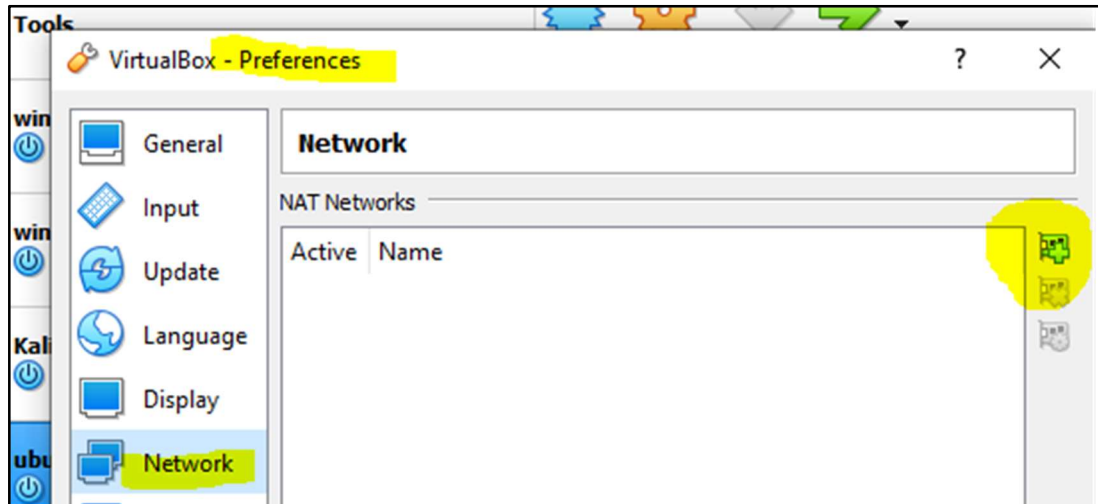 Tools
VirtualBox - Preferences
?
win
General
Network
Input
NAT Networks
win
Active Name
Update
Language
Kali
Display
Network
ubu